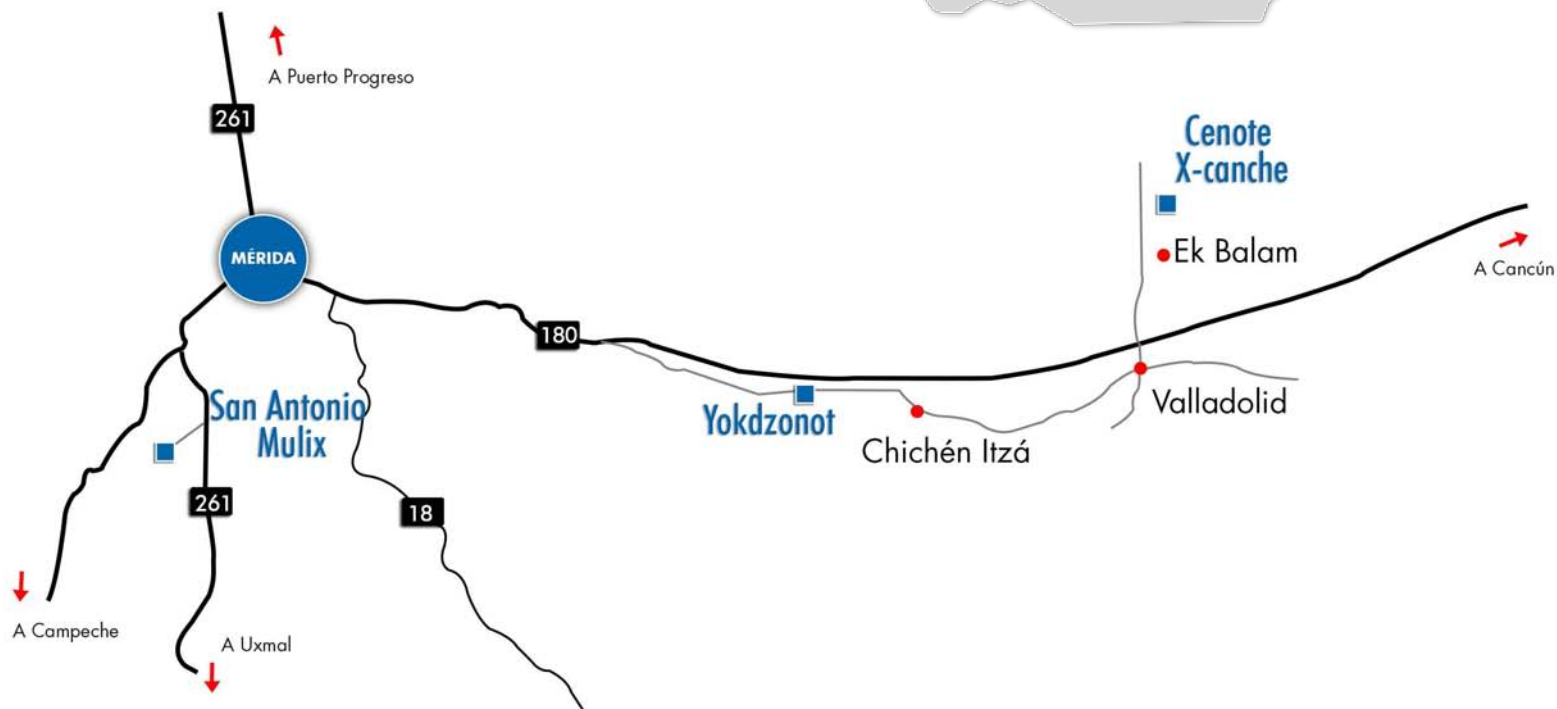 A Puerto Progreso
261
Cenote
X-canche
MÉRIDA
Ek Balam
A Cancún
180
San Antonio
Mulix
Yokdzonot
Valladolid
Chichén Itzá
261
18
A Campeche
A Uxmal